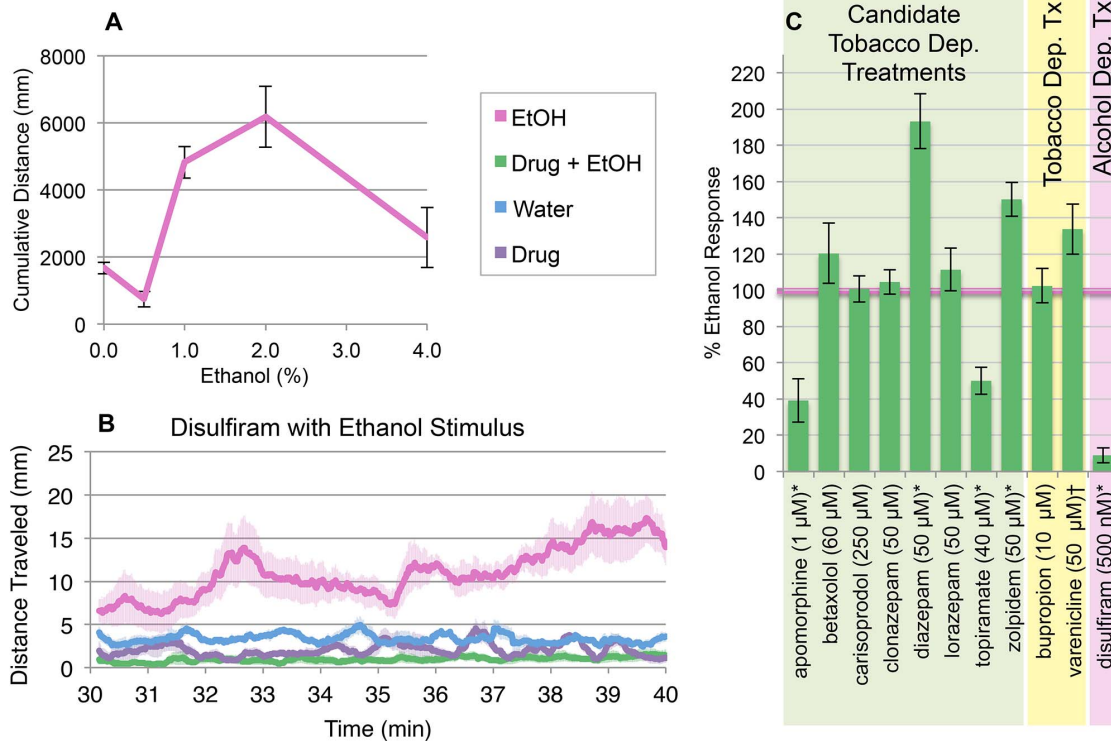 A
Cumulative Distance (mm)
8000
6000
4000
2000
0
0.0 1.0 2.0 3.0 4.0
Ethanol (%)
EtOH
Drug + EtOH
Water
Drug
B
Disulfiram with Ethanol Stimulus
Distance Traveled (mm)
25
20
15
10
5
0
30 31 32 33 34 35 36 37 38 39 40
Time (min)
C
Candidate
Tobacco Dep.
Treatments
Tobacco Dep. Tx
Alcohol Dep. Tx
% Ethanol Response
220
200
180
160
140
120
100
80
60
40
20
0
apomorphine (1 µM)*
betaxolol (60 µM)
carisoprodol (250 µM)
clonazepam (50 µM)
diazepam (50 µM)*
lorazepam (50 µM)
topiramate (40 µM)*
zolpidem (50 µM)*
bupropion (10 µM)
varenicline (50 µM)†
disulfiram (500 nM)*